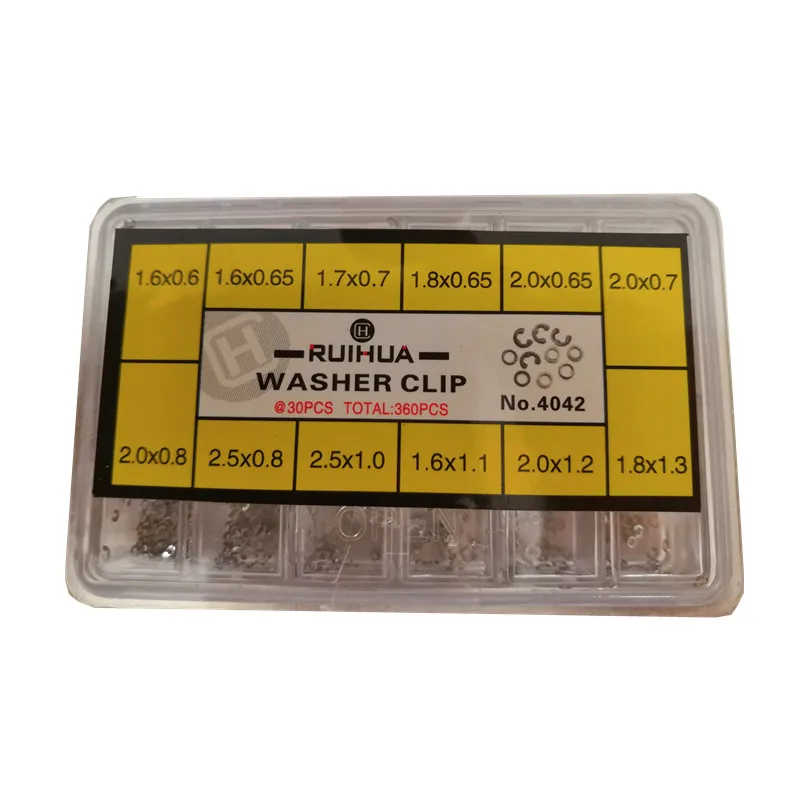 1.6x0.6 1.6x0.65 1.7x0.7 1.8x0.65 2.0x0.65 2.0x0.7
H
H
RUIHUA
WASHER CLIP
@30PCS TOTAL:360PCS
No.4042
2.0x0.8 2.5x0.8 2.5x1.0 1.6x1.1 2.0x1.2 1.8x1.3
OPEN